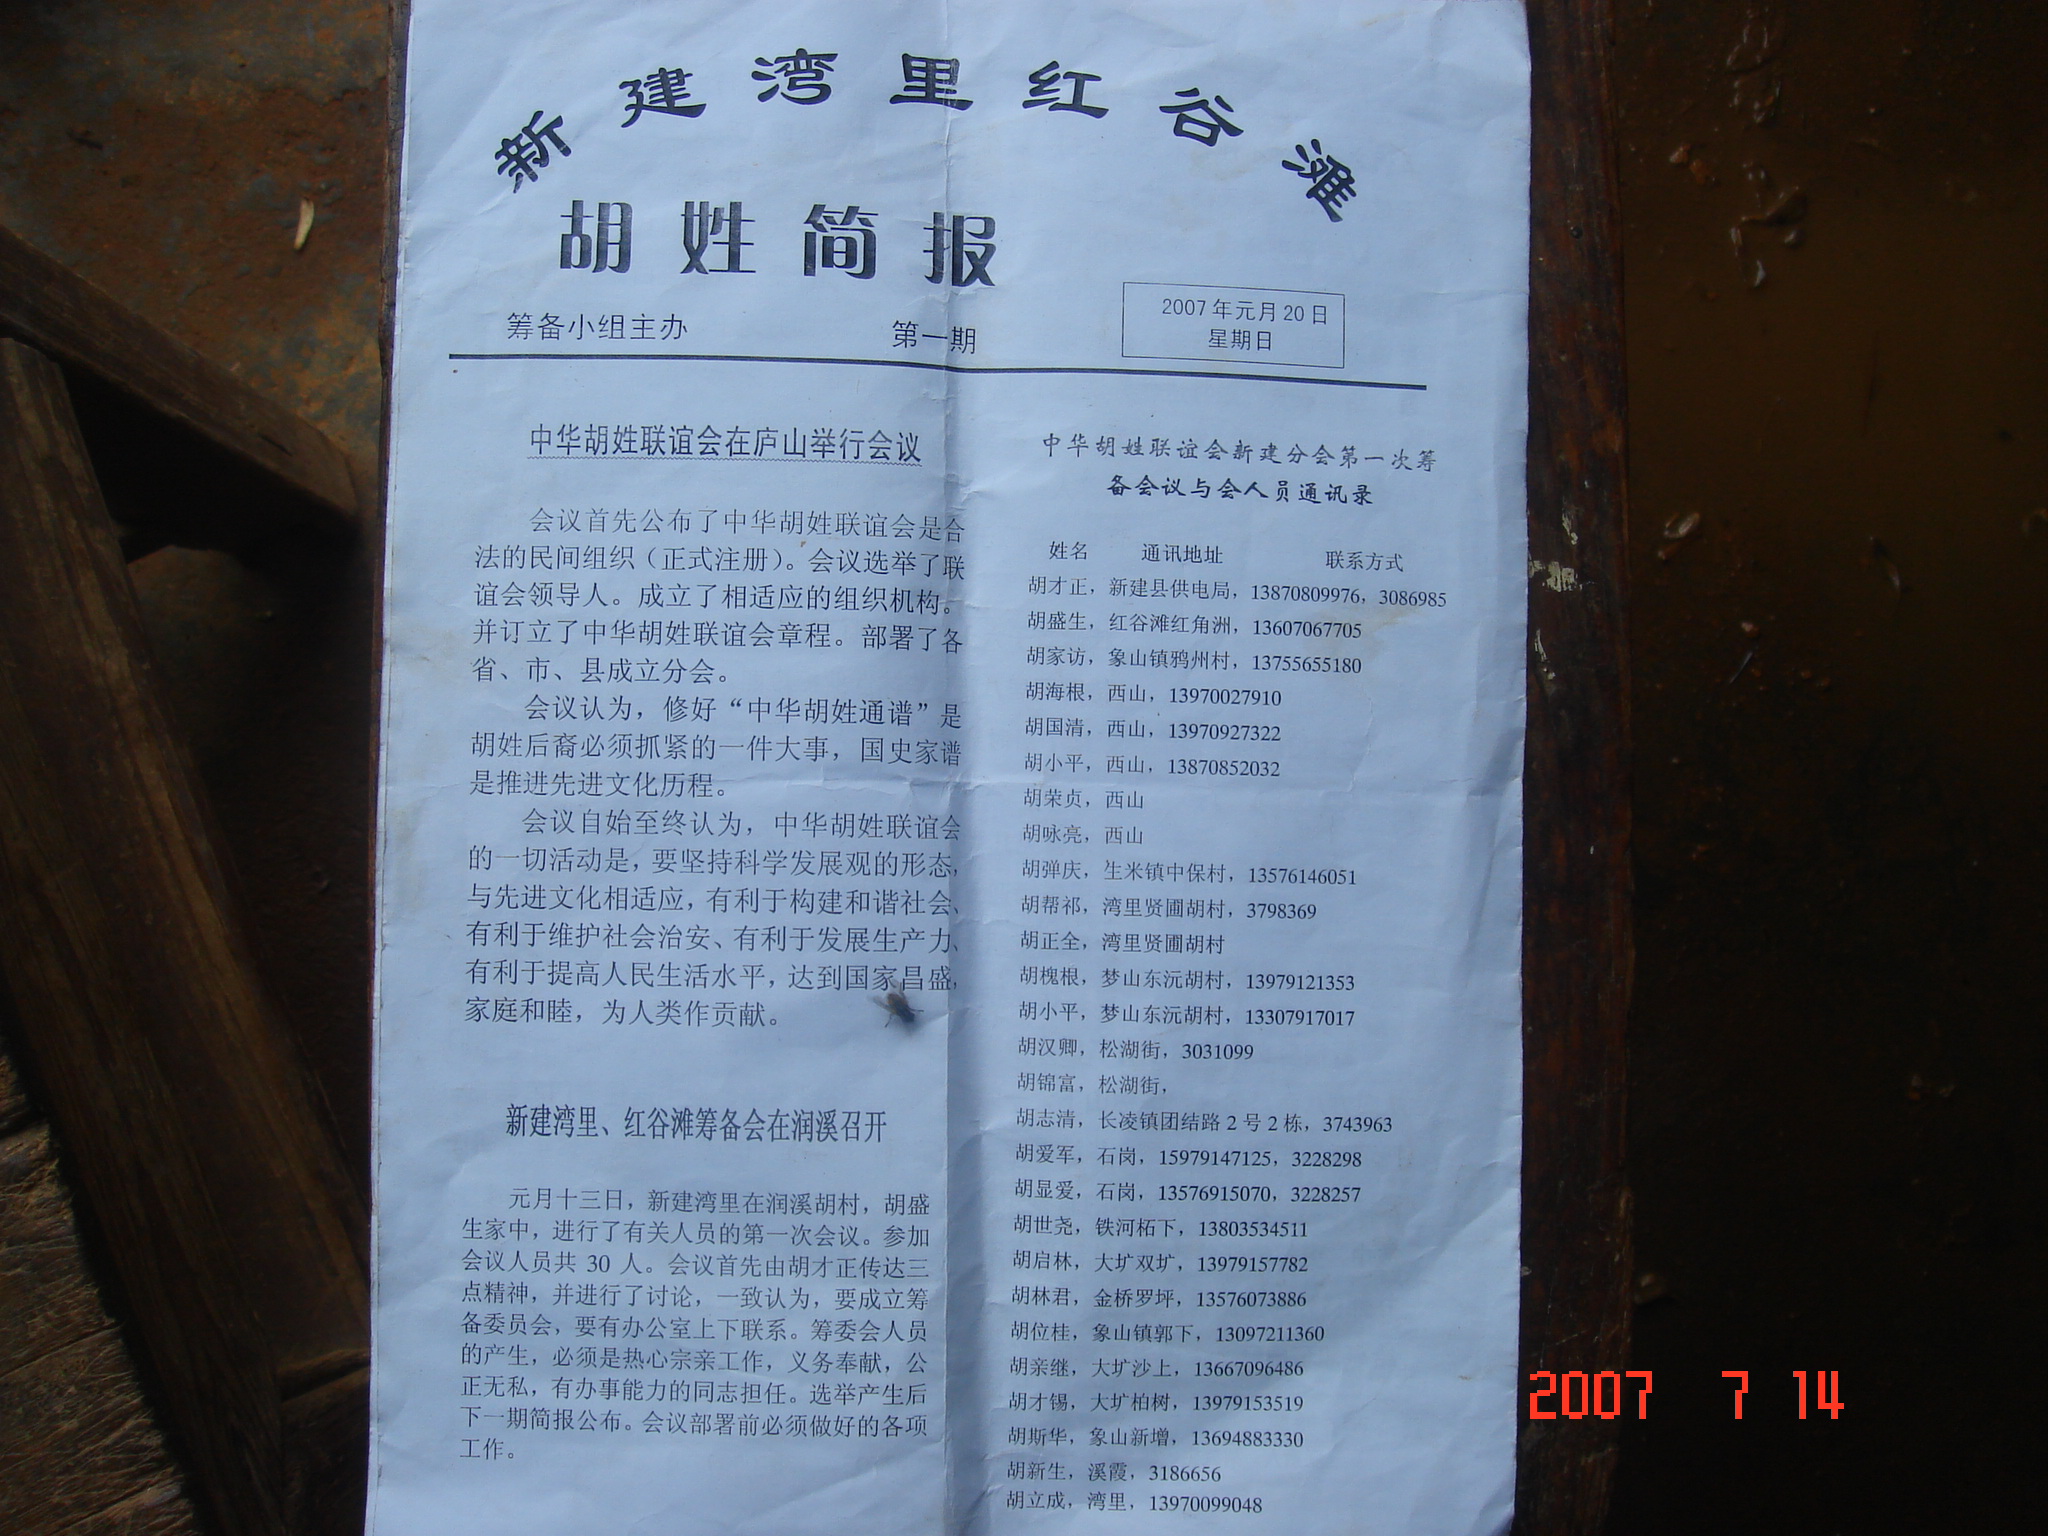 新建湾里红谷滩
胡姓简报
筹备小组主办 第一期
2007年元月20日
星期日
中华胡姓联谊会在庐山举行会议
会议首先公布了中华胡姓联谊会是合
法的民间组织（正式注册）。会议选举了联
谊会领导人。成立了相适应的组织机构。
并订立了中华胡姓联谊会章程。部署了各
省、市、县成立分会。
会议认为，修好“中华胡姓通谱”是
胡姓后裔必须抓紧的一件大事，国史家谱
是推进先进文化历程。
会议自始至终认为，中华胡姓联谊会
的一切活动是，要坚持科学发展观的形态，
与先进文化相适应，有利于构建和谐社会、
有利于维护社会治安、有利于发展生产力、
有利于提高人民生活水平，达到国家昌盛，
家庭和睦，为人类作贡献。
新建湾里、红谷滩筹备会在润溪召开
元月十三日，新建湾里在润溪胡村，胡盛
生家中，进行了有关人员的第一次会议。参加
会议人员共 30 人。会议首先由胡才正传达三
点精神，并进行了讨论，一致认为，要成立筹
备委员会，要有办公室上下联系。筹委会人员
的产生，必须是热心宗亲工作，义务奉献，公
正无私，有办事能力的同志担任。选举产生后
下一期简报公布。会议部署前必须做好的各项
工作。
中华胡姓联谊会新建分会第一次筹
备会议与会人员通讯录
姓名 通讯地址 联系方式
胡才正，新建县供电局，13870809976，3086985
胡盛生，红谷滩红角洲，13607067705
胡家访，象山镇鸦州村，13755655180
胡海根，西山，13970027910
胡国清，西山，13970927322
胡小平，西山，13870852032
胡荣贞，西山
胡咏亮，西山
胡弹庆，生米镇中保村，13576146051
胡帮祁，湾里贤圃胡村，3798369
胡正全，湾里贤圃胡村
胡槐根，梦山东沅胡村，13979121353
胡小平，梦山东沅胡村，13307917017
胡汉卿，松湖街，3031099
胡锦富，松湖街，
胡志清，长凌镇团结路 2 号 2 栋，3743963
胡爱军，石岗，15979147125，3228298
胡显爱，石岗，13576915070，3228257
胡世尧，铁河柘下，13803534511
胡启林，大圹双圹，13979157782
胡林君，金桥罗坪，13576073886
胡位桂，象山镇郭下，13097211360
胡亲继，大圹沙上，13667096486
胡才锡，大圹柏树，13979153519
胡斯华，象山新增，13694883330
胡新生，溪霞，3186656
胡立成，湾里，13970099048
2007 7 14